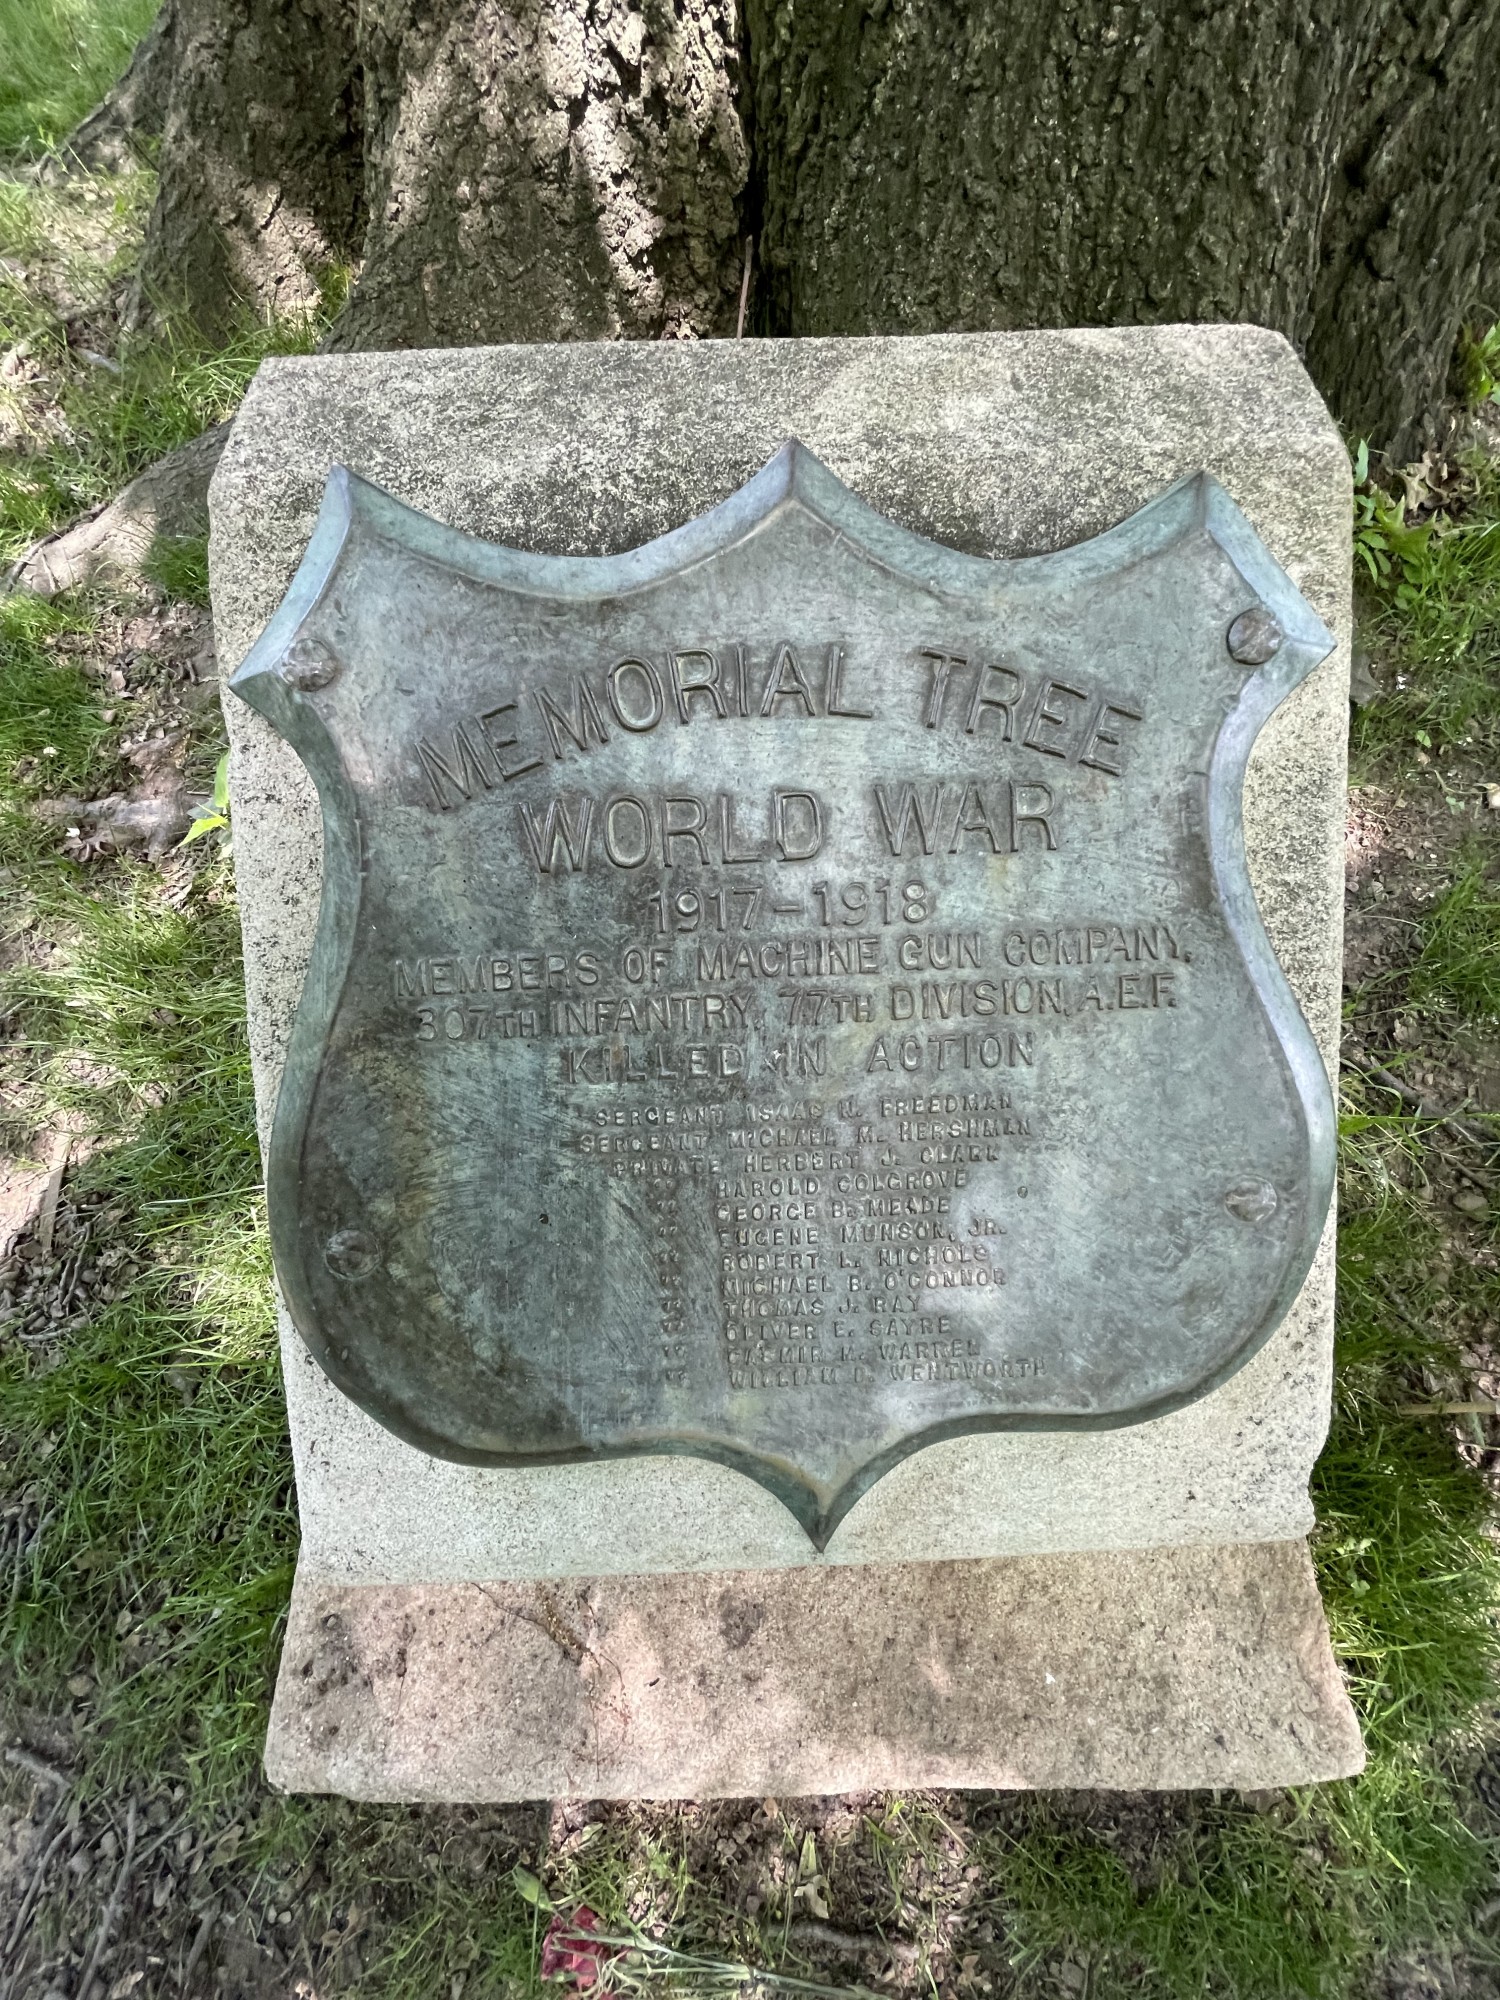 MEMORIAL TREE
WORLD WAR
1917-1918
MEMBERS OF MACHINE GUN COMPANY,
307TH INFANTRY, 77TH DIVISION, A.E.F.
KILLED IN ACTION
SERGEANT ISAAC N. FREEDMAN
SERGEANT MICHAEL M. HERSHMAN
PRIVATE HERBERT J. CLARK
" HAROLD COLGROVE
" GEORGE B. MEADE
" EUGENE MUNSON, JR.
" ROBERT L. NICHOLS
" MICHAEL B. O'CONNOR
" THOMAS J. RAY
" OLIVER E. SAYRE
" CASMIR M. WARREN
" WILLIAM D. WENTWORTH